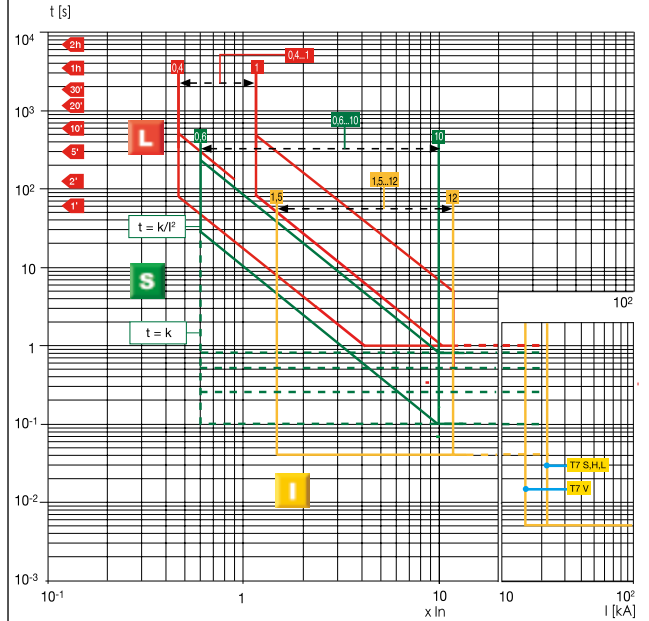 t [s]
10⁴
2h
1h
30'
20'
10³
10'
5'
10²
2'
1'
10
1
10⁻¹
10⁻²
10⁻³
0,4
1
0,4...1
L
0,6
0,6...10
10
1,5
1,5...12
12
t = k/I²
S
t = k
10²
T7 S,H,L
T7 V
I
10⁻¹
1
10
10
10²
x In
I [kA]